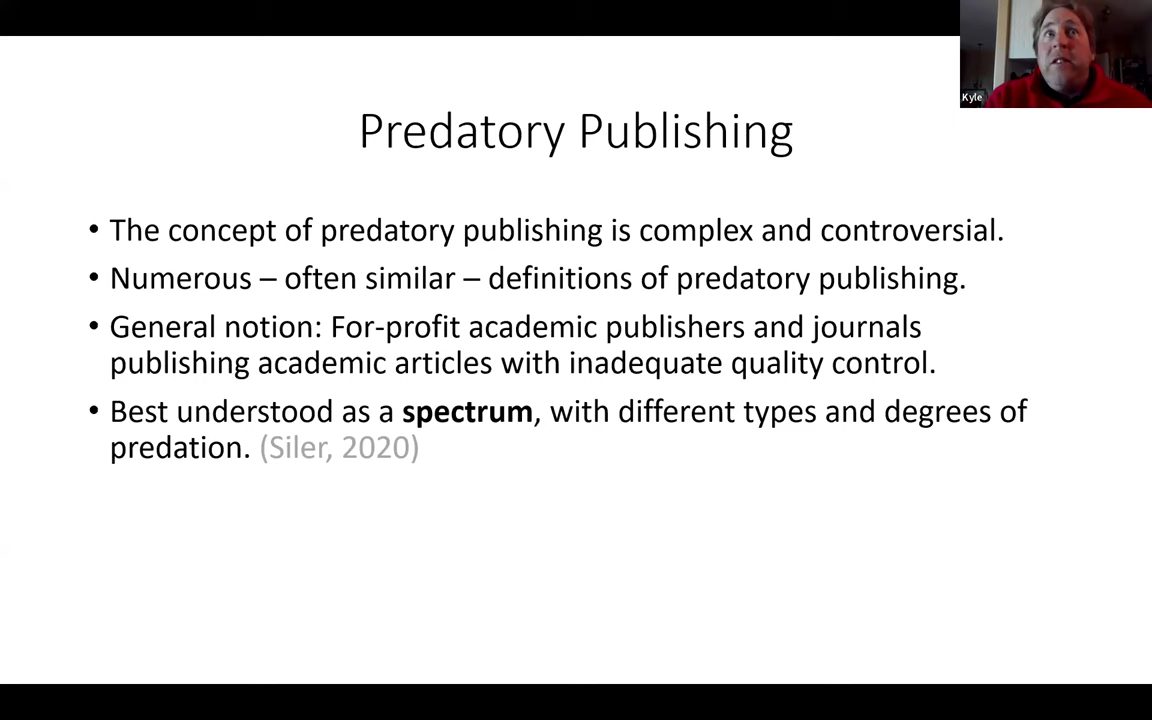 Kyle
Predatory Publishing
• The concept of predatory publishing is complex and controversial.
• Numerous – often similar – definitions of predatory publishing.
• General notion: For-profit academic publishers and journals
publishing academic articles with inadequate quality control.
• Best understood as a spectrum, with different types and degrees of
predation. (Siler, 2020)